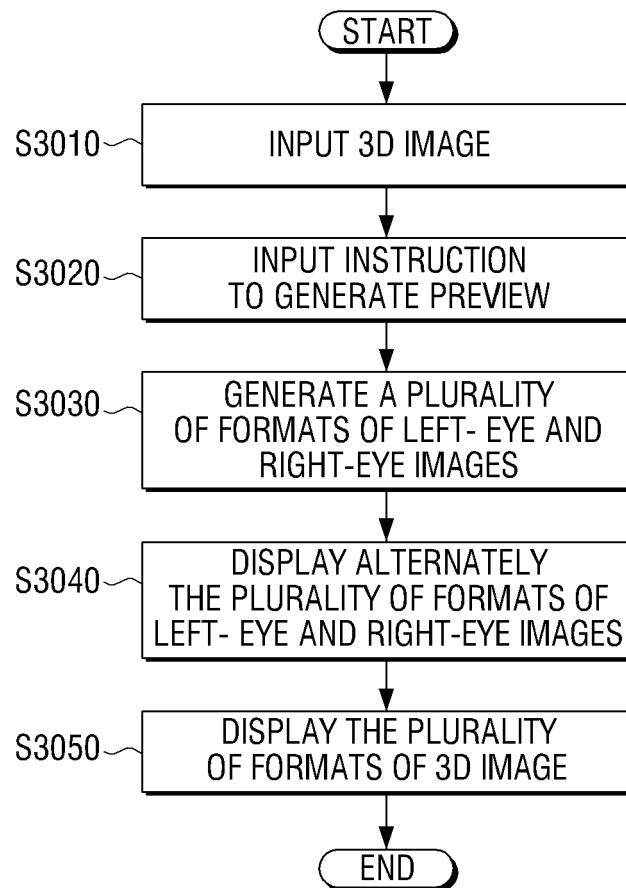 START
S3010
INPUT 3D IMAGE
S3020
INPUT INSTRUCTION
TO GENERATE PREVIEW
S3030
GENERATE A PLURALITY
OF FORMATS OF LEFT- EYE AND
RIGHT-EYE IMAGES
S3040
DISPLAY ALTERNATELY
THE PLURALITY OF FORMATS OF
LEFT- EYE AND RIGHT-EYE IMAGES
S3050
DISPLAY THE PLURALITY
OF FORMATS OF 3D IMAGE
END